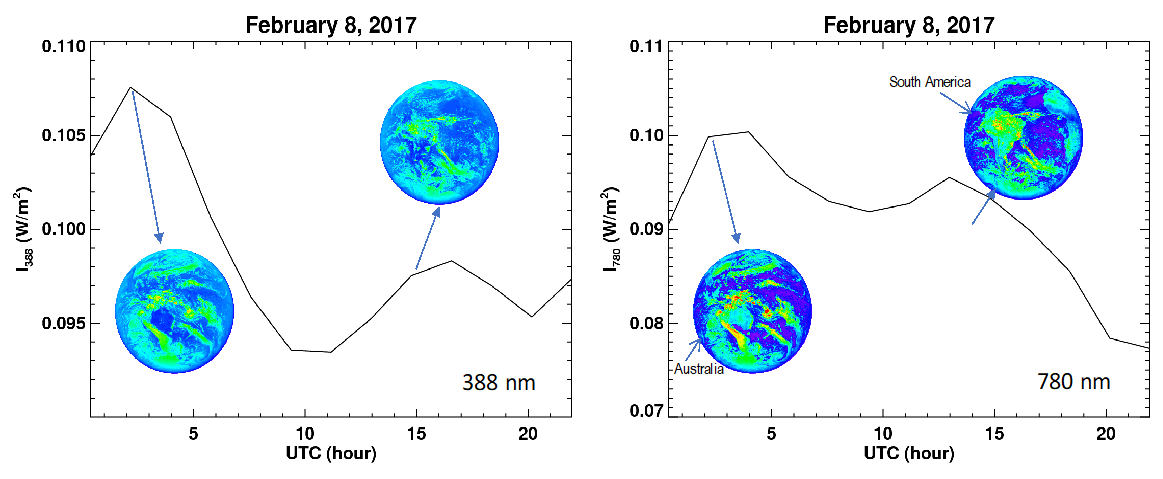 February 8, 2017
0.110
0.105
0.100
0.095
I388 (W/m2)
5
10
15
20
UTC (hour)
388 nm
February 8, 2017
0.11
0.10
0.09
0.08
0.07
I780 (W/m2)
South America
Australia
5
10
15
20
UTC (hour)
780 nm